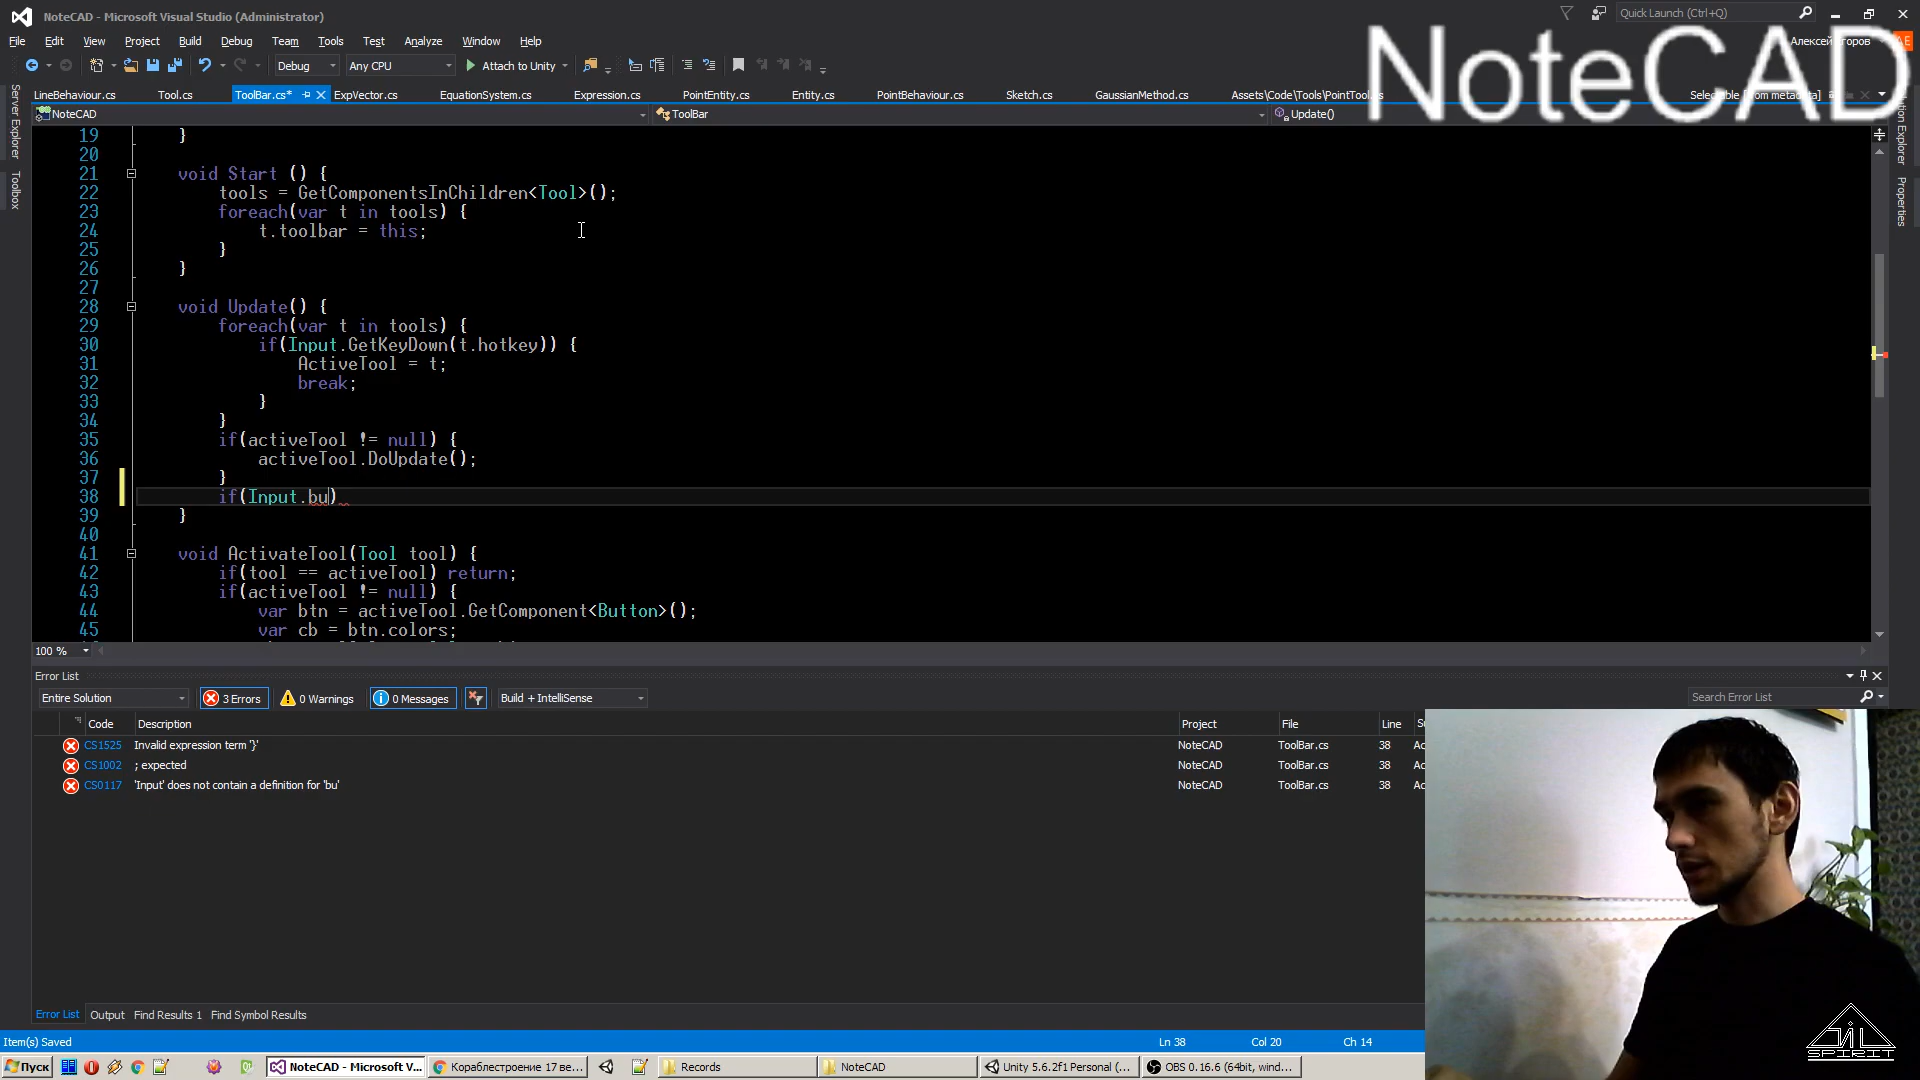 NoteCAD - Microsoft Visual Studio (Administrator)
Quick Launch (Ctrl+Q)
File Edit View Project Build Debug Team Tools Test Analyze Window Help
NoteCAD
Debug Any CPU Attach to Unity
LineBehaviour.cs Tool.cs ToolBar.cs* ExpVector.cs EquationSystem.cs Expression.cs PointEntity.cs Entity.cs PointBehaviour.cs Sketch.cs GaussianMethod.cs Assets\Code\Tools\PointTool.cs
NoteCAD ToolBar Update()
Server Explorer
Toolbox
Properties
19 }
20
21 void Start () {
22 tools = GetComponentsInChildren<Tool>();
23 foreach(var t in tools) {
24 t.toolbar = this;
25 }
26 }
27
28 void Update() {
29 foreach(var t in tools) {
30 if(Input.GetKeyDown(t.hotkey)) {
31 ActiveTool = t;
32 break;
33 }
34 }
35 if(activeTool != null) {
36 activeTool.DoUpdate();
37 }
38 if(Input.bu)
39 }
40
41 void ActivateTool(Tool tool) {
42 if(tool == activeTool) return;
43 if(activeTool != null) {
44 var btn = activeTool.GetComponent<Button>();
45 var cb = btn.colors;
100 %
Error List
Entire Solution 3 Errors 0 Warnings 0 Messages Build + IntelliSense Search Error List
Code Description Project File Line
CS1525 Invalid expression term '}' NoteCAD ToolBar.cs 38
CS1002 ; expected NoteCAD ToolBar.cs 38
CS0117 'Input' does not contain a definition for 'bu' NoteCAD ToolBar.cs 38
Error List Output Find Results 1 Find Symbol Results
Item(s) Saved Ln 38 Col 20 Ch 14
Пуск NoteCAD - Microsoft V... Кораблестроение 17 ве... Records NoteCAD Unity 5.6.2f1 Personal (... OBS 0.16.6 (64bit, wind...
SPIRIT